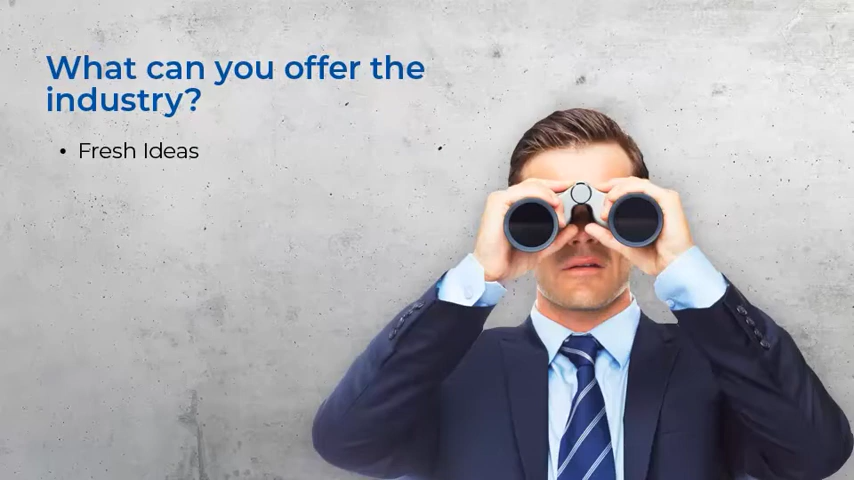 What can you offer the
industry?
• Fresh Ideas